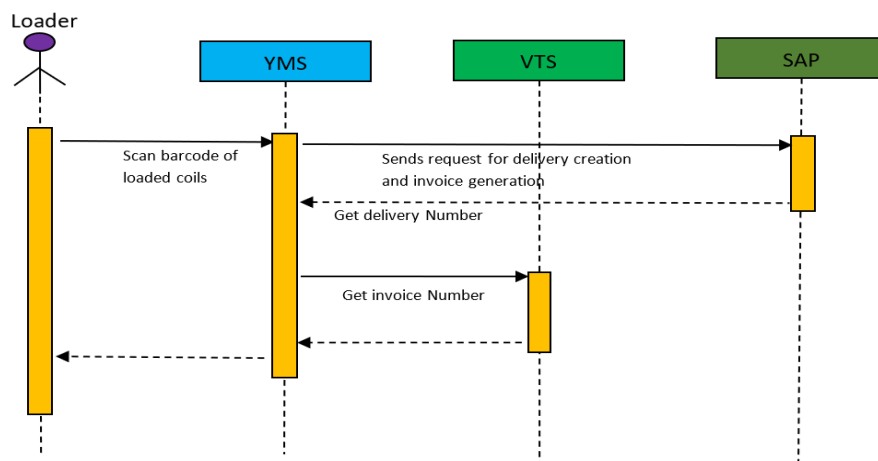 Loader
YMS
VTS
SAP
Scan barcode of
loaded coils
Sends request for delivery creation
and invoice generation
Get delivery Number
Get invoice Number